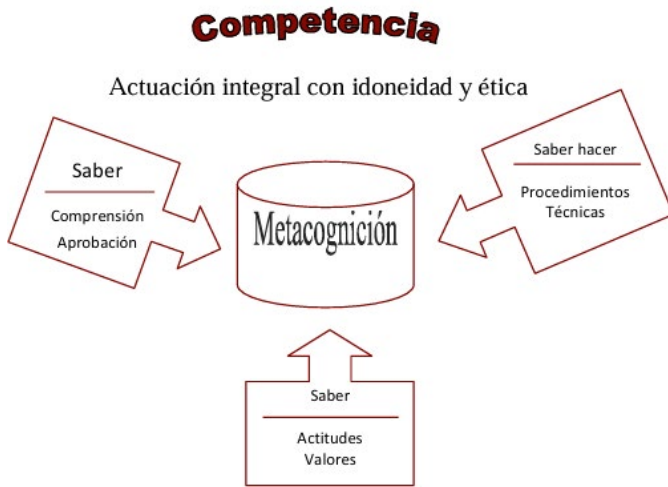 Competencia
Actuación integral con idoneidad y ética
Saber
Comprensión
Aprobación
Metacognición
Saber hacer
Procedimientos
Técnicas
Saber
Actitudes
Valores